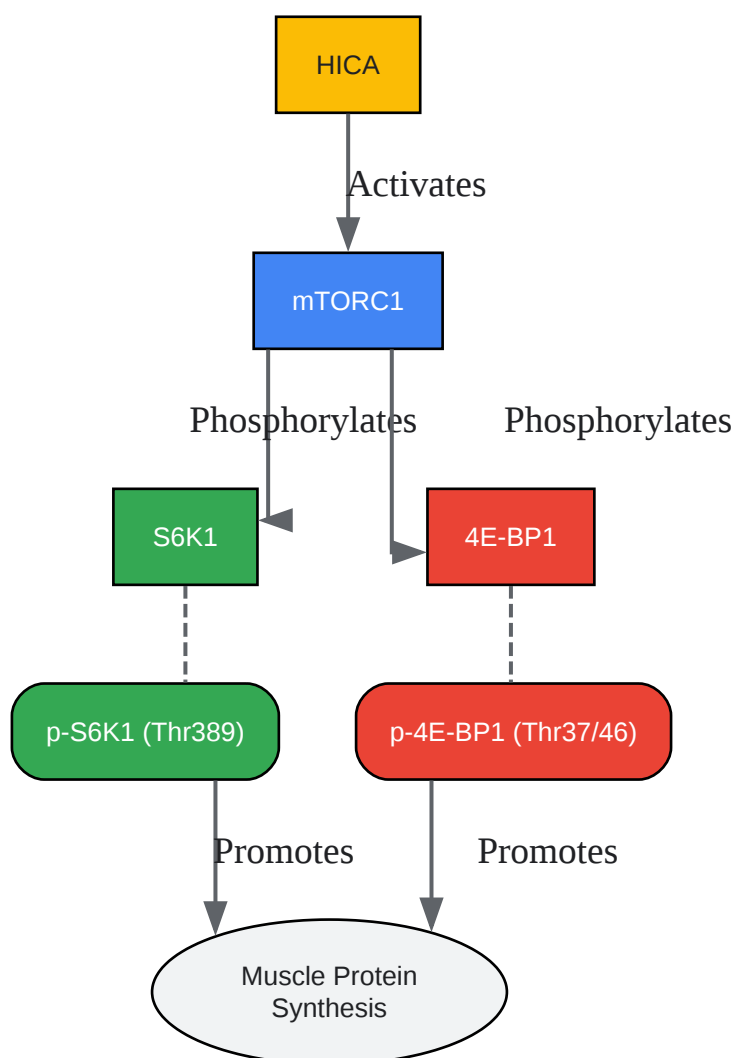 HICA
Activates
mTORC1
Phosphorylates
Phosphorylates
S6K1
4E-BP1
p-S6K1 (Thr389)
p-4E-BP1 (Thr37/46)
Promotes
Promotes
Muscle Protein
Synthesis